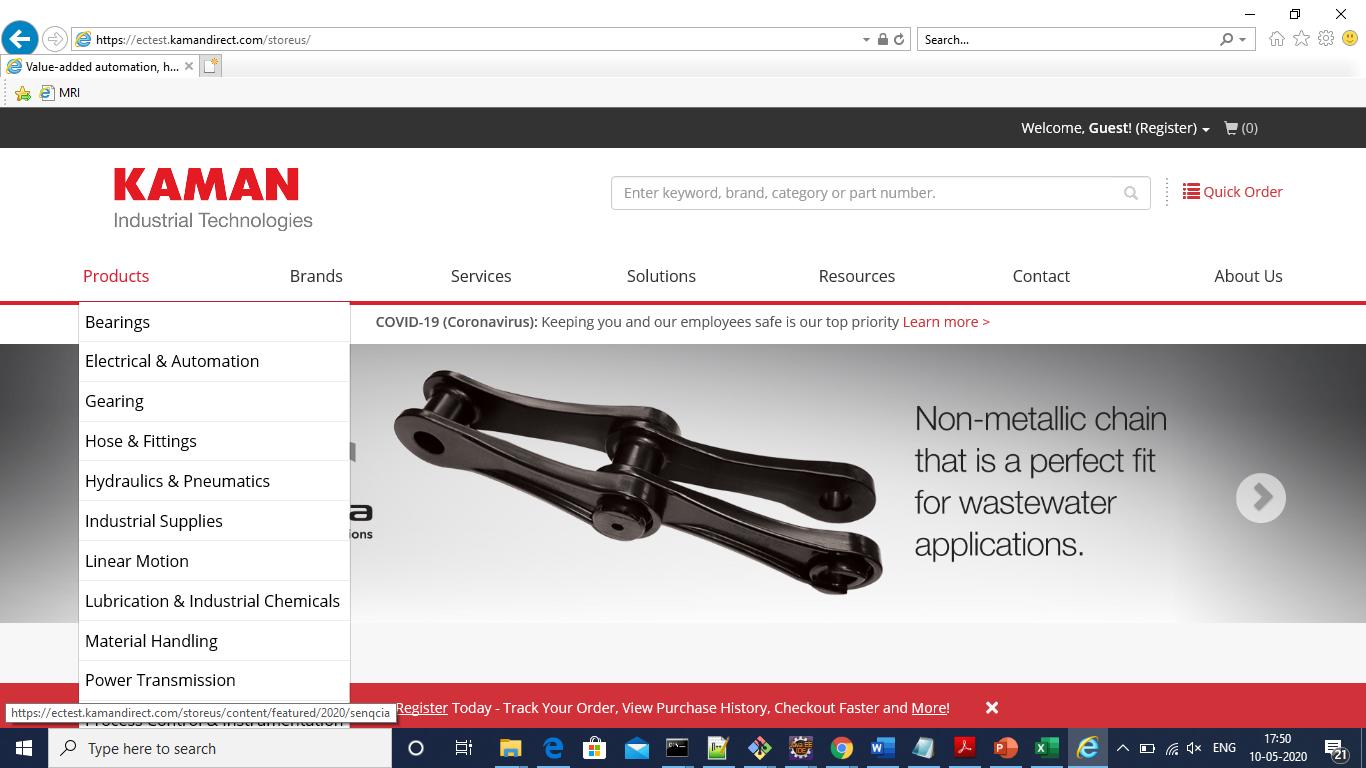 https://ectest.kamandirect.com/storeus/
Search...
Value-added automation, h...
MRI
Welcome, Guest! (Register) (0)
KAMAN
Industrial Technologies
Enter keyword, brand, category or part number.
Quick Order
Products Brands Services Solutions Resources Contact About Us
Bearings
COVID-19 (Coronavirus): Keeping you and our employees safe is our top priority Learn more >
Electrical & Automation
Gearing
Hose & Fittings
Hydraulics & Pneumatics
Industrial Supplies
Linear Motion
Lubrication & Industrial Chemicals
Material Handling
Power Transmission
Process Control & Instrumentation
Non-metallic chain
that is a perfect fit
for wastewater
applications.
Register Today - Track Your Order, View Purchase History, Checkout Faster and More!
https://ectest.kamandirect.com/storeus/content/featured/2020/senqcia
Type here to search
ENG
17:50
10-05-2020
21